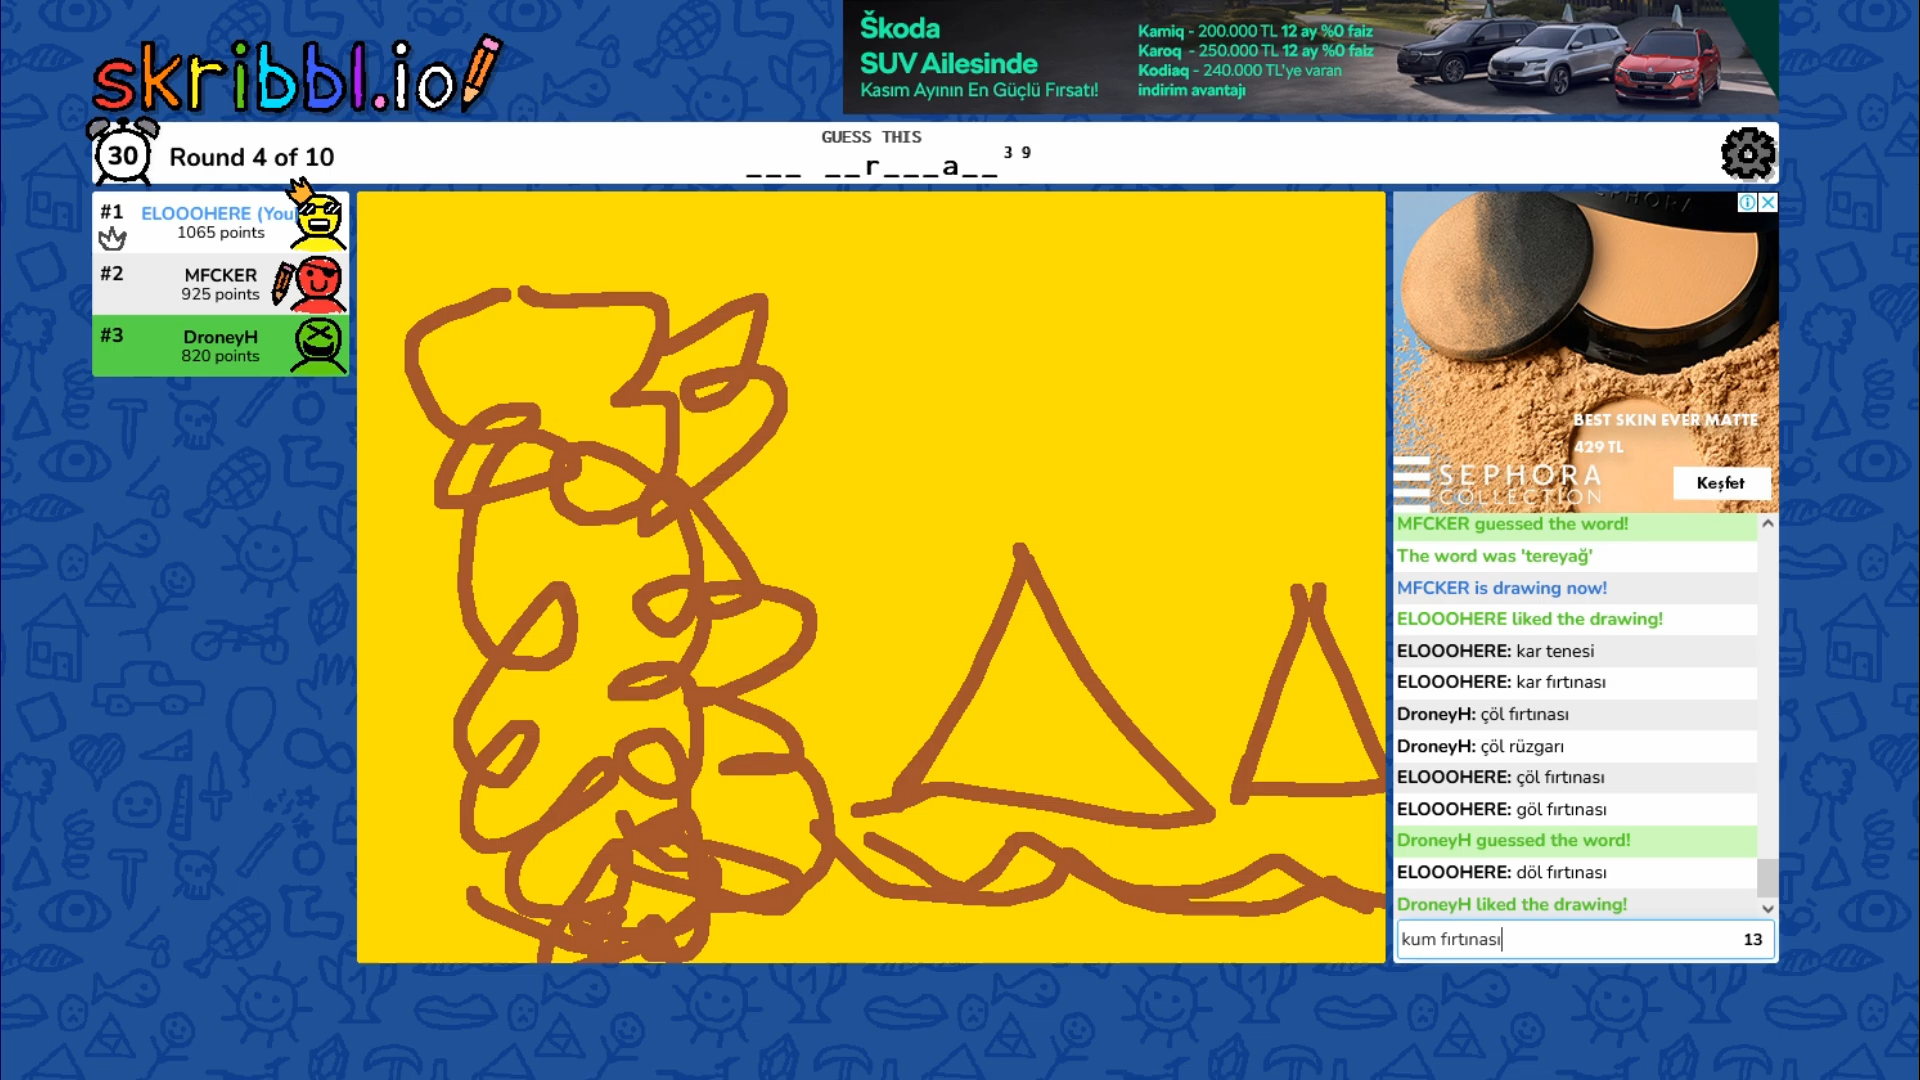 skribbl.io
Škoda
SUV Ailesinde
Kasım Ayının En Güçlü Fırsatı!
Kamiq - 200.000 TL 12 ay %0 faiz
Karoq - 250.000 TL 12 ay %0 faiz
Kodiaq - 240.000 TL'ye varan
indirim avantajı
30
Round 4 of 10
GUESS THIS
___ __r___a__ 3 9
#1
ELOOOHERE (You)
1065 points
#2
MFCKER
925 points
#3
DroneyH
820 points
SEPHORA
BEST SKIN EVER MATTE
429 TL
SEPHORA
COLLECTION
Keşfet
MFCKER guessed the word!
The word was 'tereyağ'
MFCKER is drawing now!
ELOOOHERE liked the drawing!
ELOOOHERE: kar tenesi
ELOOOHERE: kar fırtınası
DroneyH: çöl fırtınası
DroneyH: çöl rüzgarı
ELOOOHERE: çöl fırtınası
ELOOOHERE: göl fırtınası
DroneyH guessed the word!
ELOOOHERE: döl fırtınası
DroneyH liked the drawing!
kum fırtınası
13